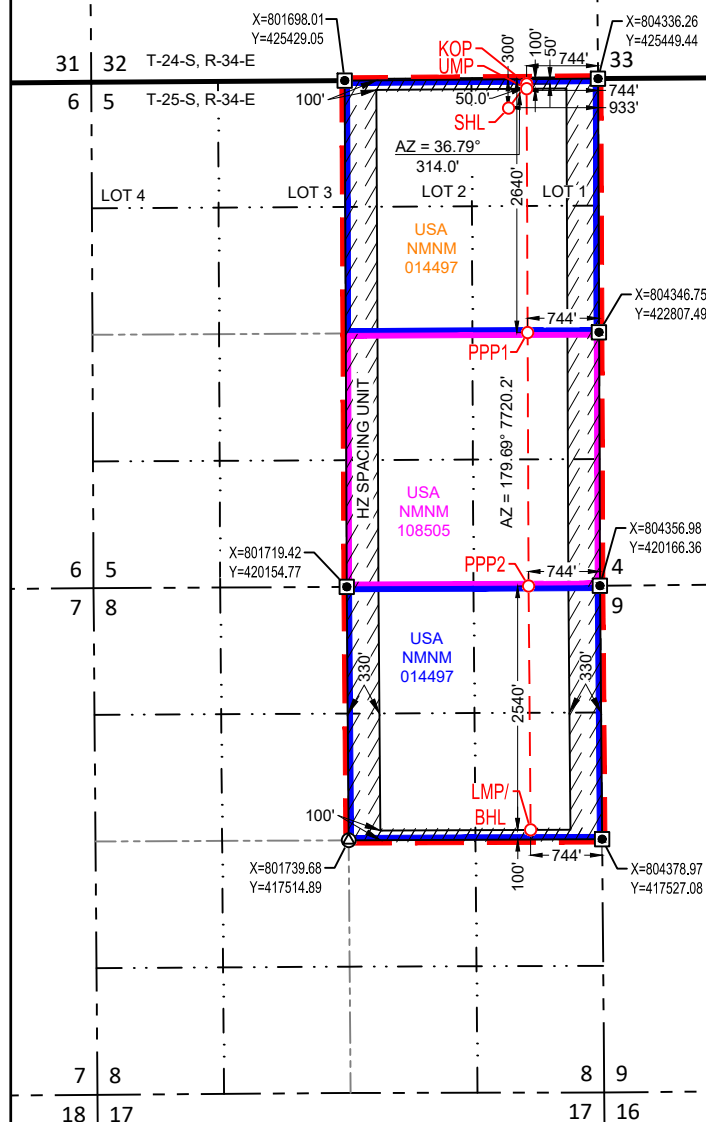 X=801698.01
Y=425429.05
X=804336.26
Y=425449.44
KOP
UMP
300'
100'
50'
744'
31 32
T-24-S, R-34-E
33
6 5
T-25-S, R-34-E
100'
50.0'
744'
933'
SHL
AZ = 36.79°
314.0'
2640'
LOT 4
LOT 3
LOT 2
LOT 1
USA
NMNM
014497
X=804346.75
Y=422807.49
744'
PPP1
HZ SPACING UNIT
AZ = 179.69° 7720.2'
USA
NMNM
108505
X=804356.98
Y=420166.36
X=801719.42
Y=420154.77
PPP2
744'
6 5
4
7 8
9
USA
NMNM
014497
330'
330'
2540'
LMP/
BHL
100'
744'
100'
X=801739.68
Y=417514.89
X=804378.97
Y=417527.08
7 8
8 9
18 17
17 16